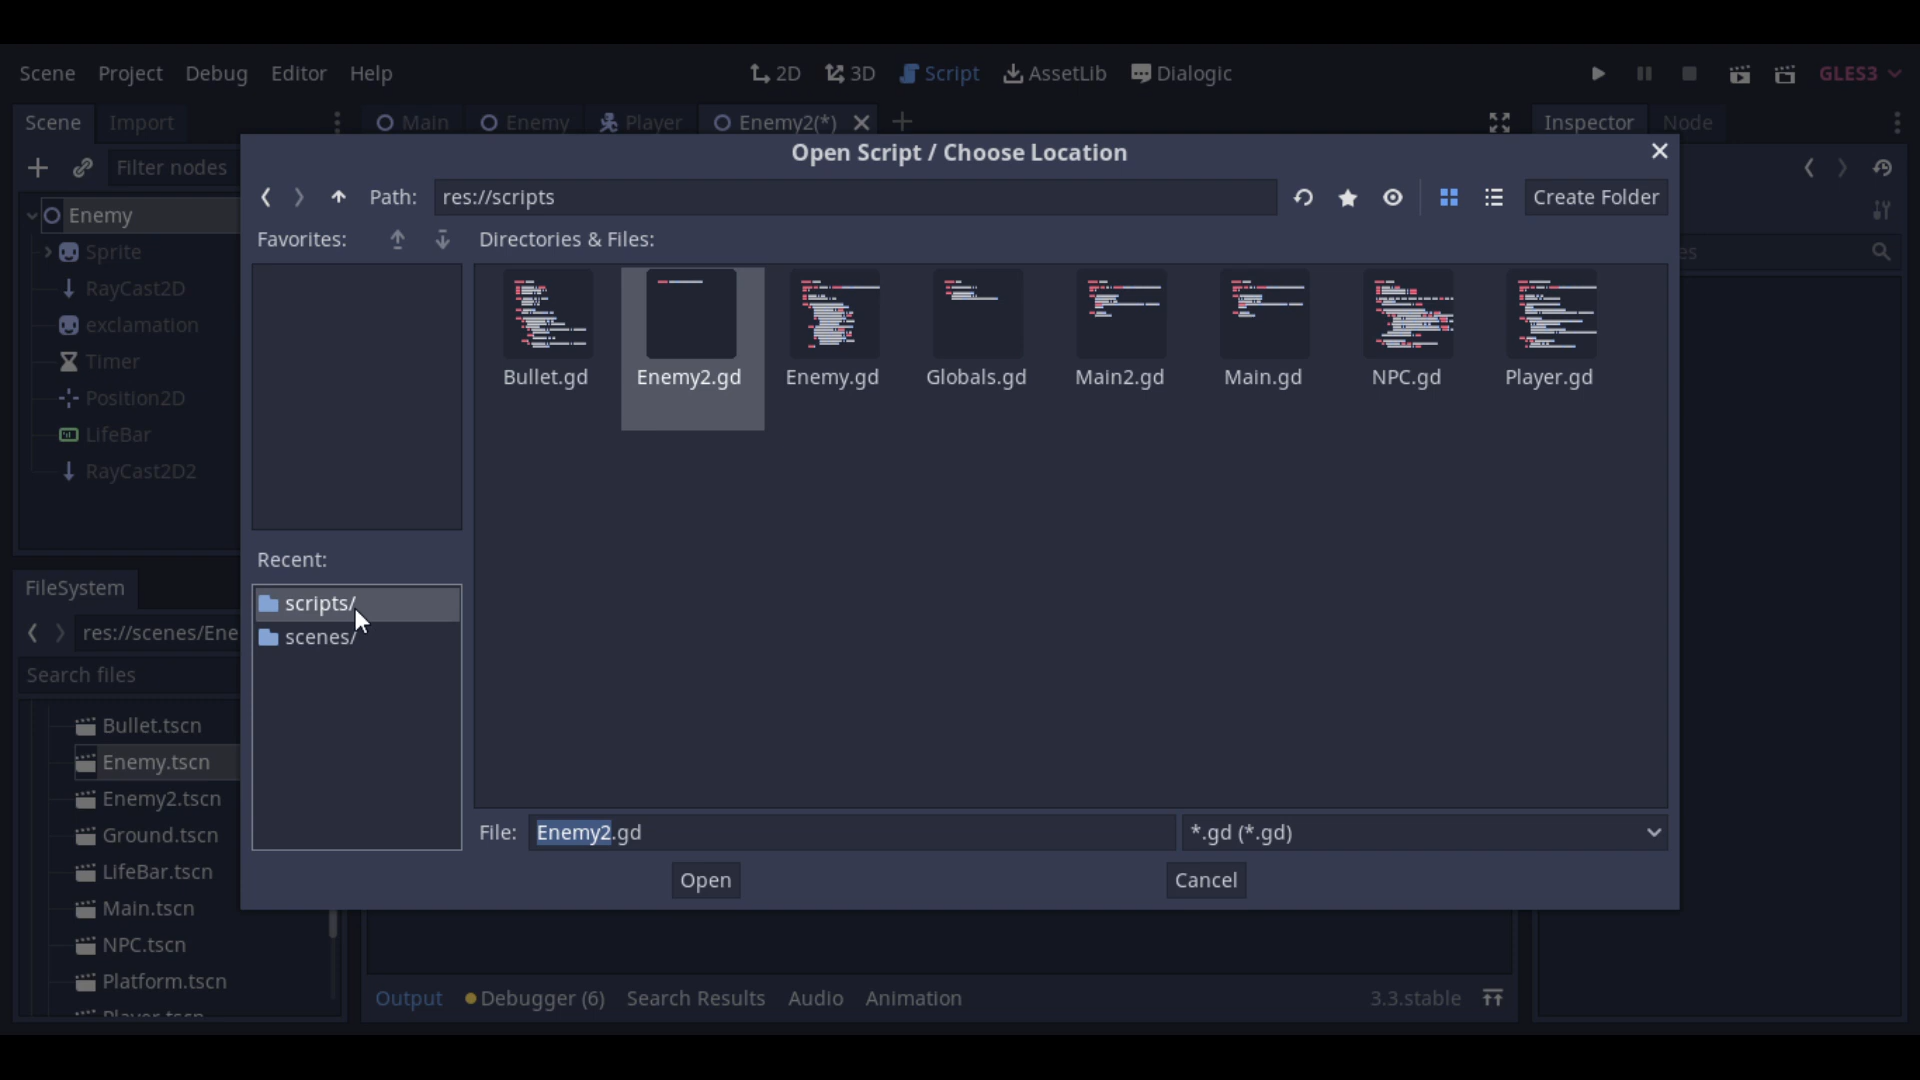 Scene Project Debug Editor Help 2D 3D Script AssetLib Dialogic GLES3
Scene Import Main Enemy Player Enemy2(*) Inspector Node
Open Script / Choose Location
Filter nodes
Path: res://scripts Create Folder
Enemy
Favorites: Directories & Files:
Sprite
RayCast2D
exclamation
Timer
Position2D
LifeBar
RayCast2D2
Bullet.gd Enemy2.gd Enemy.gd Globals.gd Main2.gd Main.gd NPC.gd Player.gd
Recent:
scripts/
scenes/
FileSystem
res://scenes/Ene
Search files
Bullet.tscn
Enemy.tscn
Enemy2.tscn
Ground.tscn
LifeBar.tscn
Main.tscn
NPC.tscn
Platform.tscn
Player.tscn
File: Enemy2.gd *.gd (*.gd)
Open Cancel
Output Debugger (6) Search Results Audio Animation 3.3.stable